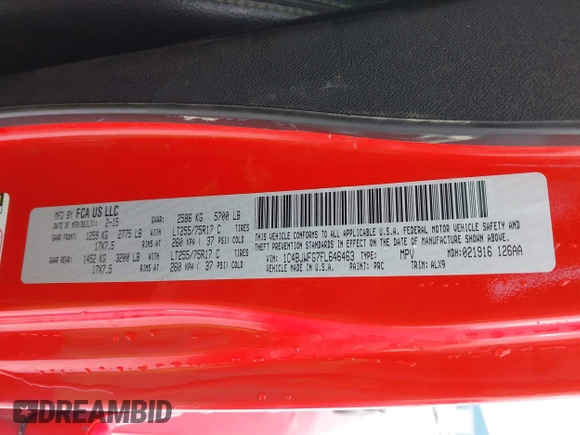 MFD BY FCA US LLC
DATE OF MFR(BUILT): 2-15 GVWR: 2586 KG 5700 LB
GAWR FRONT: 1259 KG 2775 LB WITH LT255/75R17 C TIRES
17X7.5 RIMS AT 260 KPA ( 37 PSI) COLD
GAWR REAR: 1452 KG 3200 LB WITH LT255/75R17 C TIRES
17X7.5 RIMS AT 260 KPA ( 37 PSI) COLD
THIS VEHICLE CONFORMS TO ALL APPLICABLE U.S.A. FEDERAL MOTOR VEHICLE SAFETY AND
THEFT PREVENTION STANDARDS IN EFFECT ON THE DATE OF MANUFACTURE SHOWN ABOVE.
VIN: 1C4BJWFG7FL646463 TYPE: MPV MDH:021916 126AA
PAINT: PRC TRIM: ALX9
DREAMBID